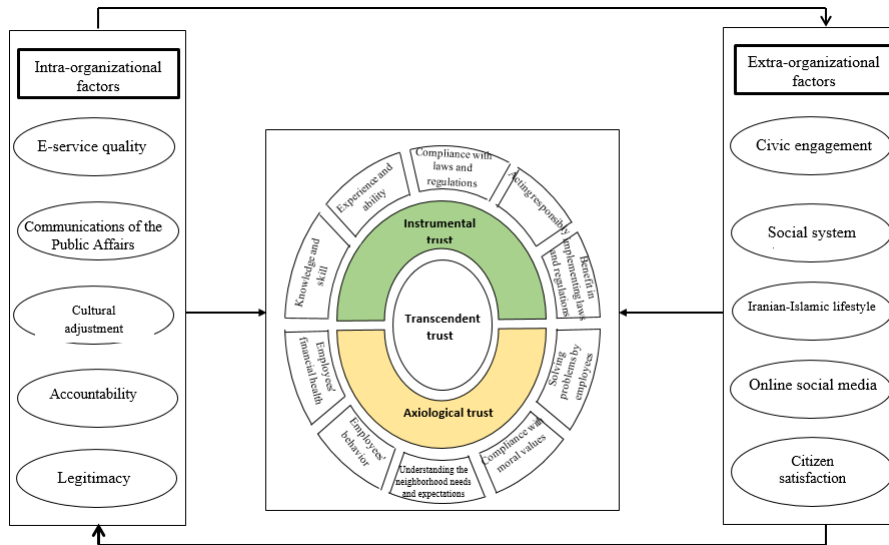 Intra-organizational
factors
E-service quality
Communications of the
Public Affairs
Cultural
adjustment
Accountability
Legitimacy
Knowledge and
skill
Experience and
ability
Compliance with
laws and
regulations
Acting responsibly
Benefit in
implementing laws
and regulations
Instrumental
trust
Transcendent
trust
Axiological trust
Employees'
financial health
Employees'
behavior
Understanding the
neighborhood needs
and expectations
Compliance with
moral values
Solving
problems by
employees
Extra-organizational
factors
Civic engagement
Social system
Iranian-Islamic lifestyle
Online social media
Citizen
satisfaction